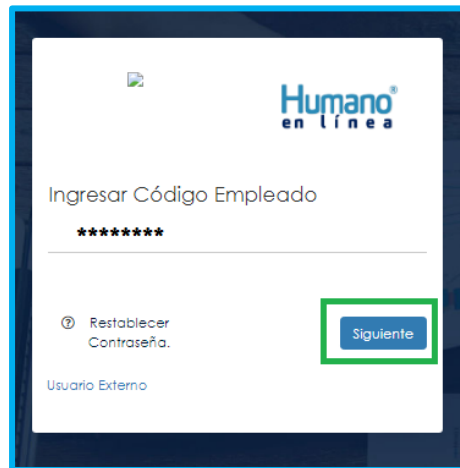 Humano®
en línea
Ingresar Código Empleado
********
Restablecer
Contraseña.
Siguiente
Usuario Externo